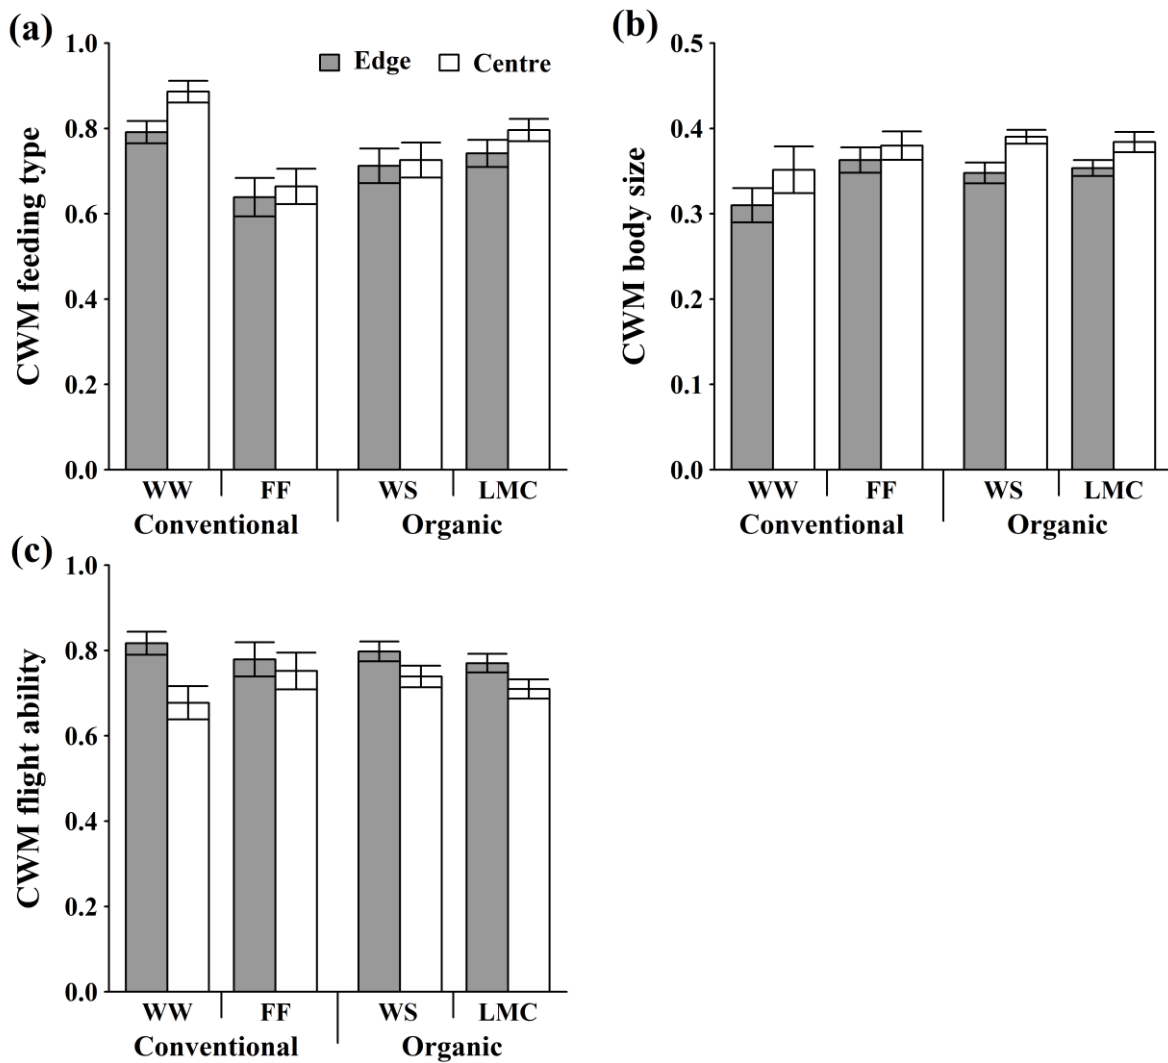 (a)
CWM feeding type
1.0
0.8
0.6
0.4
0.2
0.0
Edge Centre
WW FF WS LMC
Conventional Organic
(b)
CWM body size
0.5
0.4
0.3
0.2
0.1
0.0
WW FF WS LMC
Conventional Organic
(c)
CWM flight ability
1.0
0.8
0.6
0.4
0.2
0.0
WW FF WS LMC
Conventional Organic